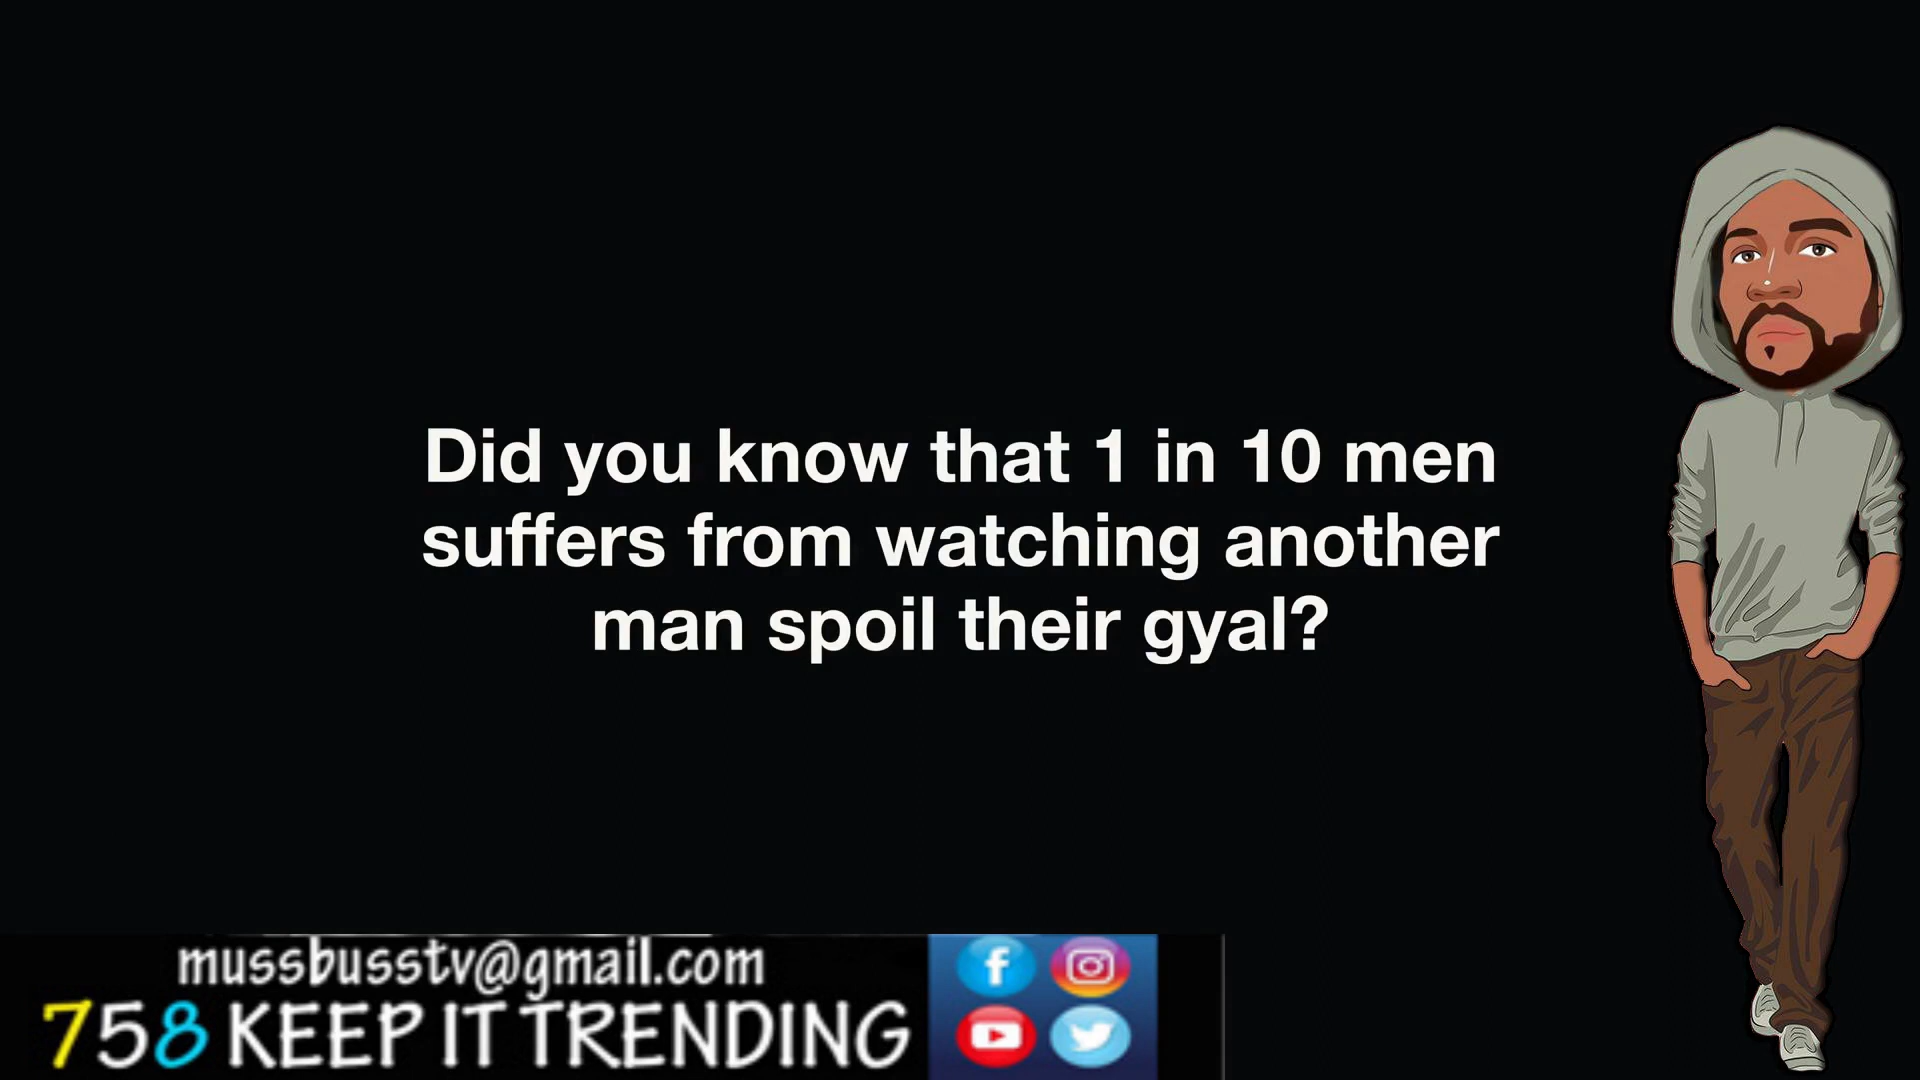 Did you know that 1 in 10 men
suffers from watching another
man spoil their gyal?
mussbusstv@gmail.com
758 KEEP IT TRENDING